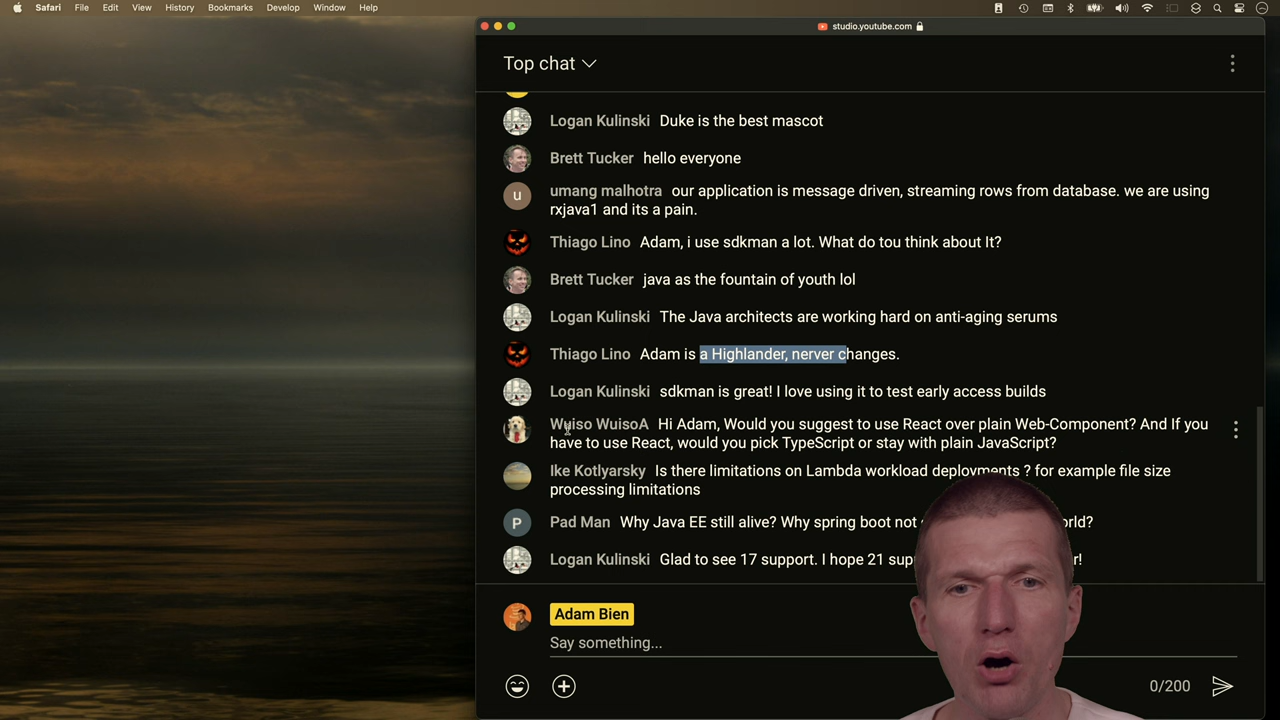 Safari File Edit View History Bookmarks Develop Window Help
studio.youtube.com
Top chat
Logan Kulinski Duke is the best mascot
Brett Tucker hello everyone
u
umang malhotra our application is message driven, streaming rows from database. we are using
rxjava1 and its a pain.
Thiago Lino Adam, i use sdkman a lot. What do tou think about It?
Brett Tucker java as the fountain of youth lol
Logan Kulinski The Java architects are working hard on anti-aging serums
Thiago Lino Adam is a Highlander, nerver changes.
Logan Kulinski sdkman is great! I love using it to test early access builds
Wuiso WuisoA Hi Adam, Would you suggest to use React over plain Web-Component? And If you
have to use React, would you pick TypeScript or stay with plain JavaScript?
Ike Kotlyarsky Is there limitations on Lambda workload deployments ? for example file size
processing limitations
P
Pad Man Why Java EE still alive? Why spring boot not
Logan Kulinski Glad to see 17 support. I hope 21
Adam Bien
Say something...
0/200